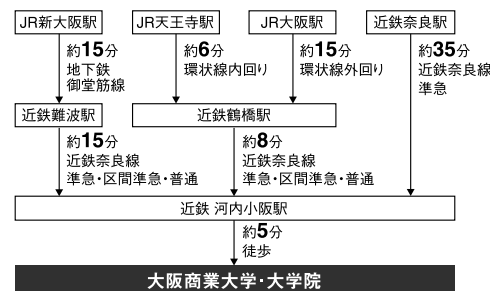 JR新大阪駅
JR天王寺駅
JR大阪駅
近鉄奈良駅
約15分
地下鉄
御堂筋線
約6分
環状線内回り
約15分
環状線外回り
約35分
近鉄奈良線
準急
近鉄難波駅
近鉄鶴橋駅
約15分
近鉄奈良線
準急・区間準急・普通
約8分
近鉄奈良線
準急・区間準急・普通
近鉄 河内小阪駅
約5分
徒歩
大阪商業大学・大学院